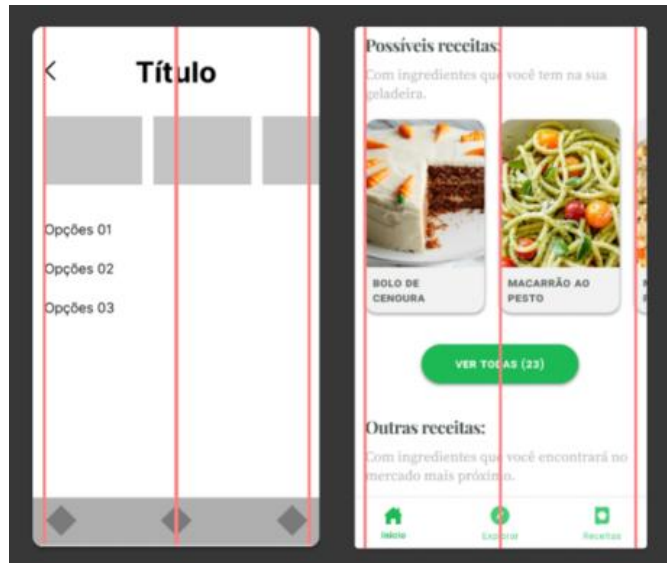 Título
Opções 01
Opções 02
Opções 03
Possíveis receitas:
Com ingredientes que você tem na sua
geladeira.
BOLO DE
CENOURA
MACARRÃO AO
PESTO
VER TODAS (23)
Outras receitas:
Com ingredientes que você encontrará no
mercado mais próximo.
Início
Explorar
Receitas